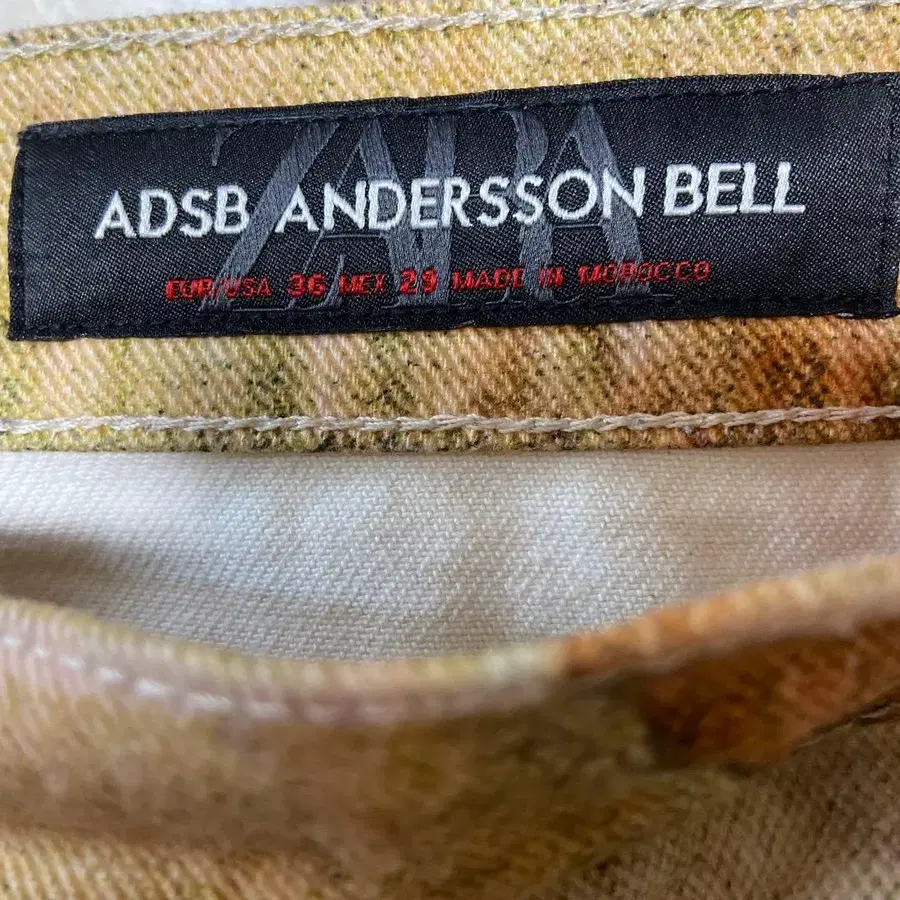 ZARA
ADSB ANDERSSON BELL
EUR/USA 36 MEX 29 MADE IN MOROCCO